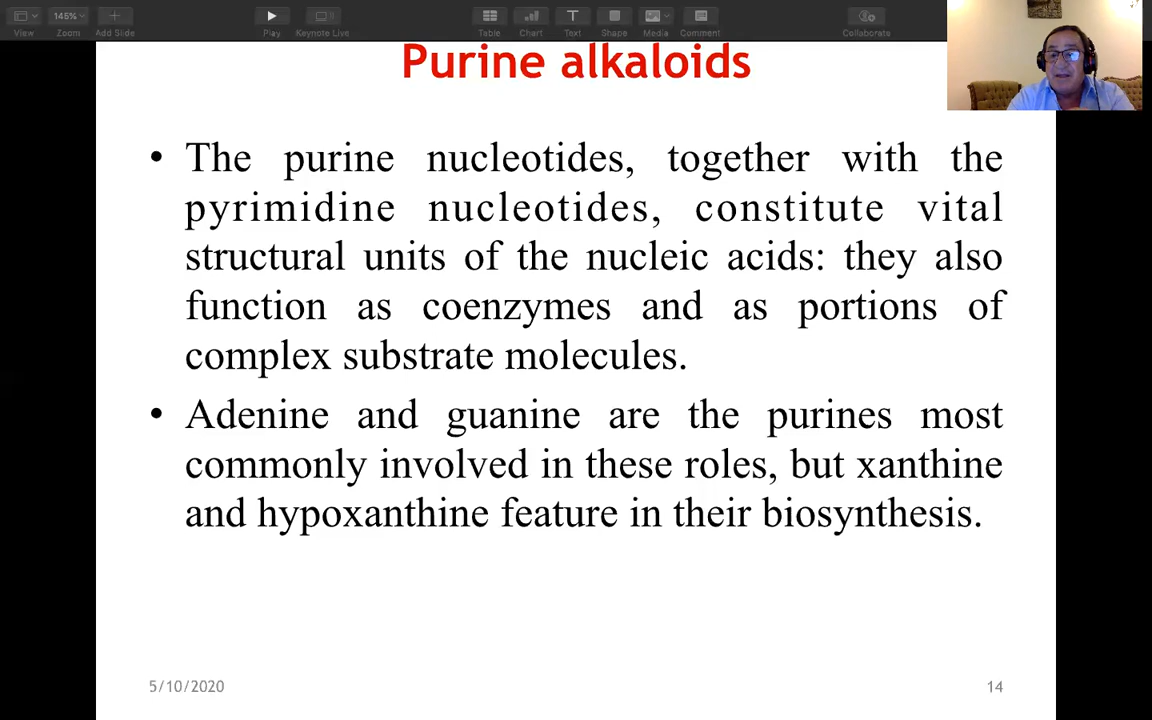 145%
View
Zoom
Add Slide
Play
Keynote Live
Table
Chart
Text
Shape
Media
Comment
Collaborate
Purine alkaloids
• The purine nucleotides, together with the
pyrimidine nucleotides, constitute vital
structural units of the nucleic acids: they also
function as coenzymes and as portions of
complex substrate molecules.
• Adenine and guanine are the purines most
commonly involved in these roles, but xanthine
and hypoxanthine feature in their biosynthesis.
5/10/2020
14